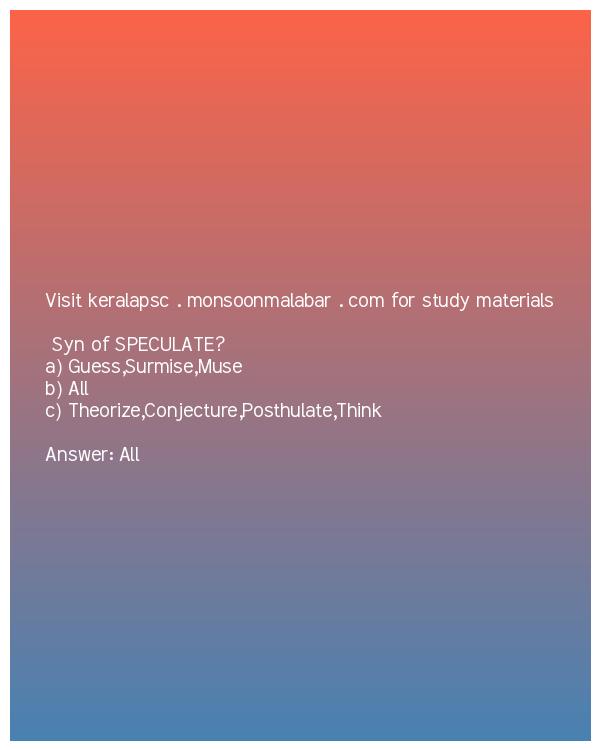 Visit keralapsc . monsoonmalabar . com for study materials
Syn of SPECULATE?
a) Guess,Surmise,Muse
b) All
c) Theorize,Conjecture,Posthulate,Think
Answer: All